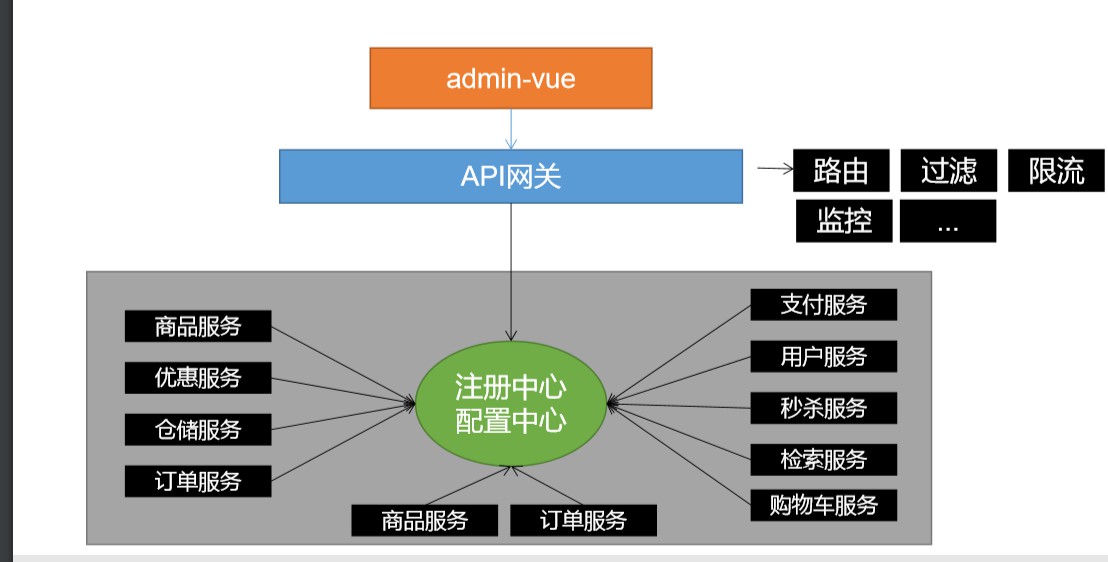 admin-vue
API网关
路由
过滤
限流
监控
...
商品服务
优惠服务
仓储服务
订单服务
注册中心
配置中心
支付服务
用户服务
秒杀服务
检索服务
购物车服务
商品服务
订单服务